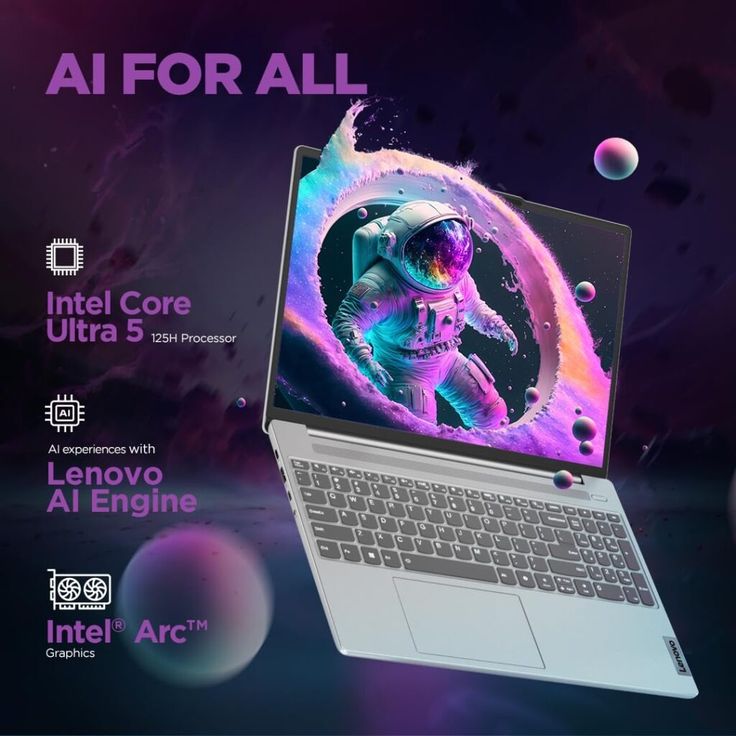 AI FOR ALL
Intel Core
Ultra 5 125H Processor
AI
AI experiences with
Lenovo
AI Engine
Intel® Arc™
Graphics
Lenovo